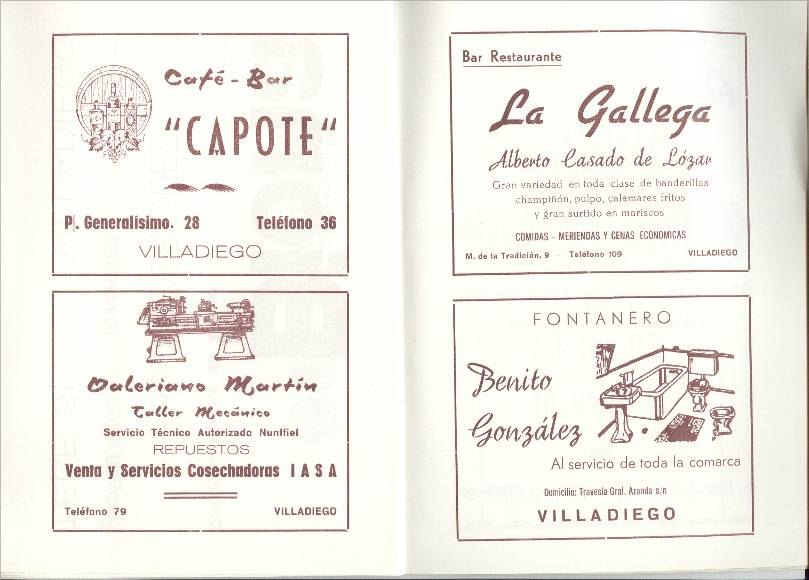 Café - Bar
"CAPOTE"
Pl. Generalísimo. 28 Teléfono 36
VILLADIEGO
Valeriano Martín
Taller Mecánico
Servicio Técnico Autorizado Nunffiel
REPUESTOS
Venta y Servicios Cosechadoras I A S A
Teléfono 79 VILLADIEGO
Bar Restaurante
La Gallega
Alberto Casado de Lózar
Gran variedad en toda clase de banderillas
champiñón, pulpo, calamares fritos
y gran surtido en mariscos
COMIDAS - MERIENDAS Y CENAS ECONOMICAS
M. de la Tradición, 9 - Teléfono 109 VILLADIEGO
FONTANERO
Benito
González
Al servicio de toda la comarca
Domicilio: Travesía Gral. Aranda s/n
VILLADIEGO